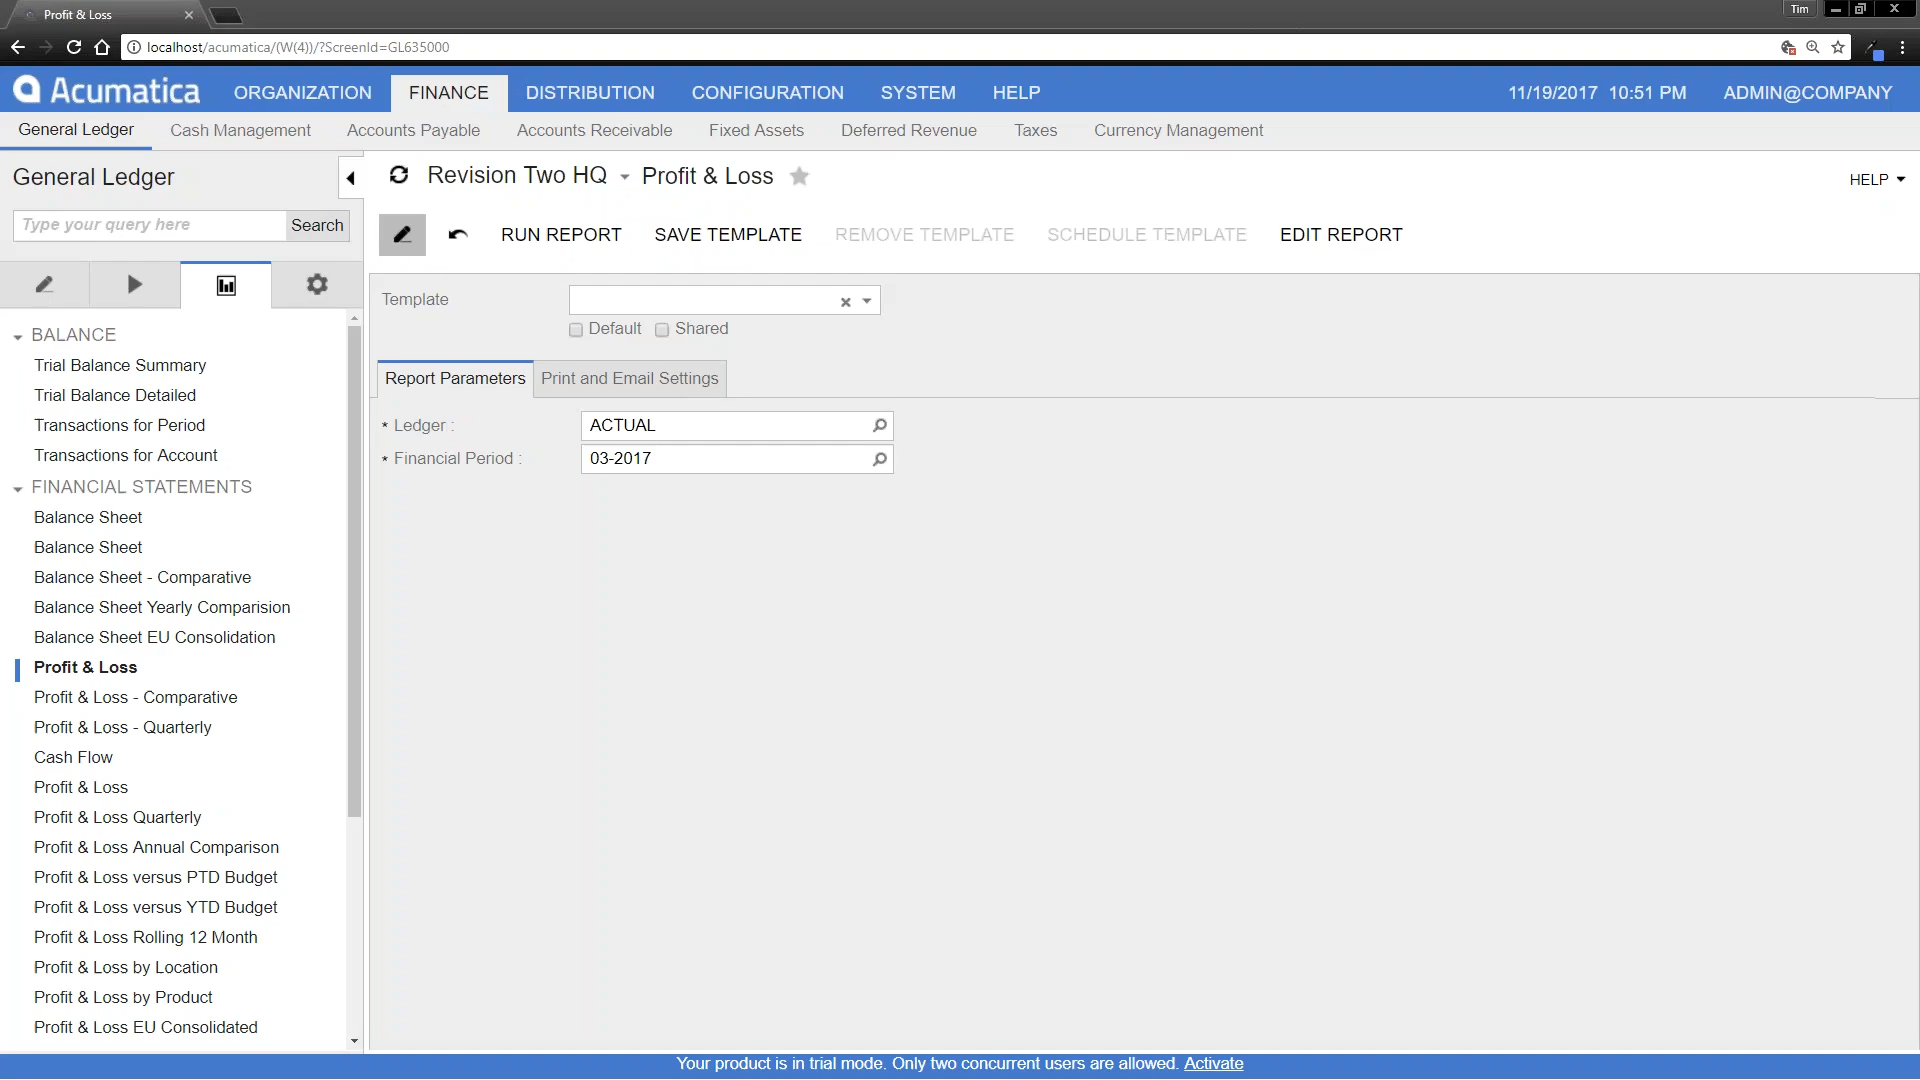 Profit & Loss
Tim
localhost/acumatica/(W(4))/?ScreenId=GL635000
Acumatica
ORGANIZATION FINANCE DISTRIBUTION CONFIGURATION SYSTEM HELP 11/19/2017 10:51 PM ADMIN@COMPANY
General Ledger Cash Management Accounts Payable Accounts Receivable Fixed Assets Deferred Revenue Taxes Currency Management
General Ledger
Type your query here Search
BALANCE
Trial Balance Summary
Trial Balance Detailed
Transactions for Period
Transactions for Account
FINANCIAL STATEMENTS
Balance Sheet
Balance Sheet
Balance Sheet - Comparative
Balance Sheet Yearly Comparision
Balance Sheet EU Consolidation
Profit & Loss
Profit & Loss - Comparative
Profit & Loss - Quarterly
Cash Flow
Profit & Loss
Profit & Loss Quarterly
Profit & Loss Annual Comparison
Profit & Loss versus PTD Budget
Profit & Loss versus YTD Budget
Profit & Loss Rolling 12 Month
Profit & Loss by Location
Profit & Loss by Product
Profit & Loss EU Consolidated
Revision Two HQ Profit & Loss
HELP
RUN REPORT SAVE TEMPLATE REMOVE TEMPLATE SCHEDULE TEMPLATE EDIT REPORT
Template
Default Shared
Report Parameters Print and Email Settings
* Ledger : ACTUAL
* Financial Period : 03-2017
Your product is in trial mode. Only two concurrent users are allowed. Activate